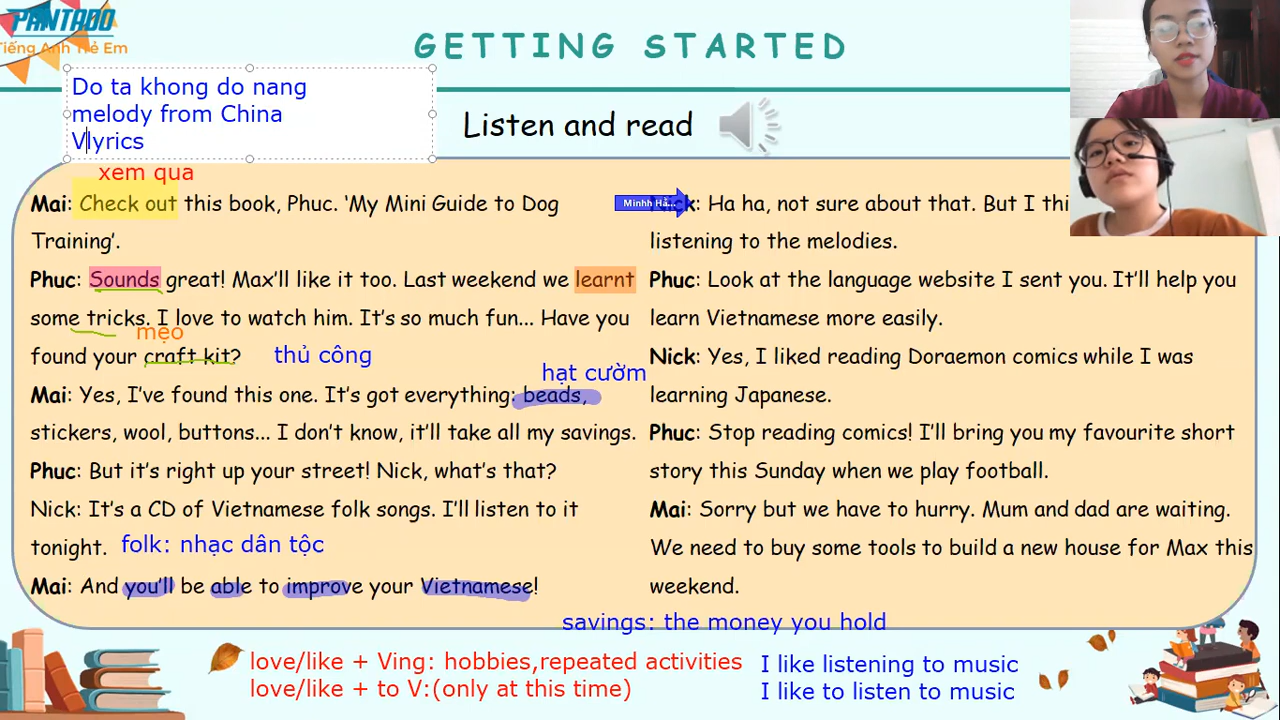 PANTADO
Tiếng Anh Trẻ Em
GETTING STARTED
Do ta khong do nang
melody from China
Vlyrics
Listen and read
xem qua
Mai: Check out this book, Phuc. ‘My Mini Guide to Dog
Training’.
Phuc: Sounds great! Max’ll like it too. Last weekend we learnt
some tricks. I love to watch him. It’s so much fun... Have you
mẹo
found your craft kit?
thủ công
hạt cườm
Mai: Yes, I’ve found this one. It’s got everything: beads,
stickers, wool, buttons... I don’t know, it’ll take all my savings.
Phuc: But it’s right up your street! Nick, what’s that?
Nick: It’s a CD of Vietnamese folk songs. I’ll listen to it
tonight.
folk: nhạc dân tộc
Mai: And you’ll be able to improve your Vietnamese!
Minhh Hả...
Nick: Ha ha, not sure about that. But I thi
listening to the melodies.
Phuc: Look at the language website I sent you. It’ll help you
learn Vietnamese more easily.
Nick: Yes, I liked reading Doraemon comics while I was
learning Japanese.
Phuc: Stop reading comics! I’ll bring you my favourite short
story this Sunday when we play football.
Mai: Sorry but we have to hurry. Mum and dad are waiting.
We need to buy some tools to build a new house for Max this
weekend.
savings: the money you hold
love/like + Ving: hobbies,repeated activities
love/like + to V:(only at this time)
I like listening to music
I like to listen to music